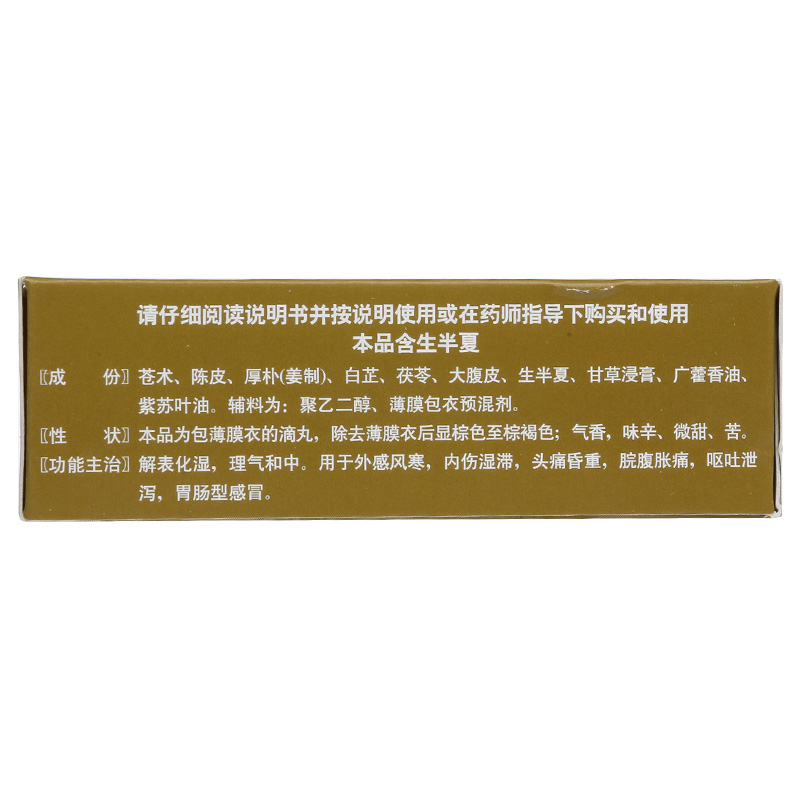 请仔细阅读说明书并按说明使用或在药师指导下购买和使用
本品含生半夏
〖成 份〗苍术、陈皮、厚朴(姜制)、白芷、茯苓、大腹皮、生半夏、甘草浸膏、广藿香油、
紫苏叶油。辅料为：聚乙二醇、薄膜包衣预混剂。
〖性 状〗本品为包薄膜衣的滴丸，除去薄膜衣后显棕色至棕褐色；气香，味辛、微甜、苦。
〖功能主治〗解表化湿，理气和中。用于外感风寒，内伤湿滞，头痛昏重，脘腹胀痛，呕吐泄
泻，胃肠型感冒。